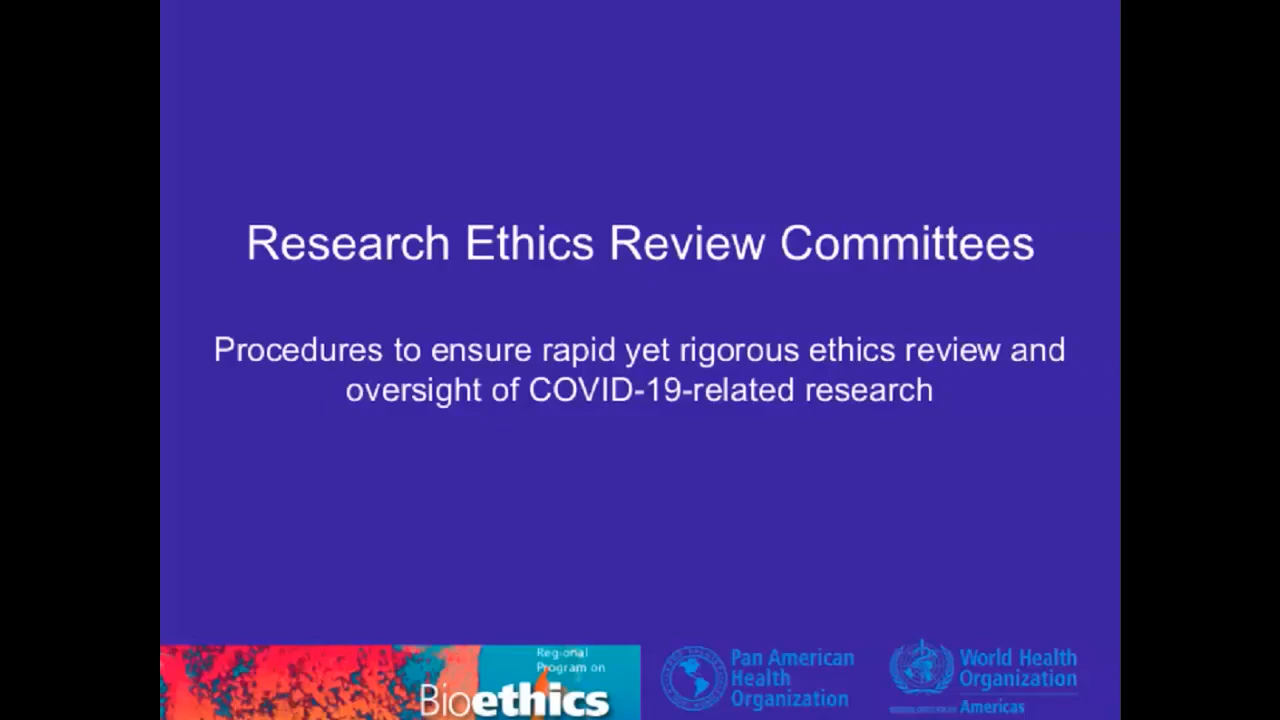 Research Ethics Review Committees
Procedures to ensure rapid yet rigorous ethics review and
oversight of COVID-19-related research
Regional
Program on
Bioethics
Pan American
Health
Organization
World Health
Organization
Americas